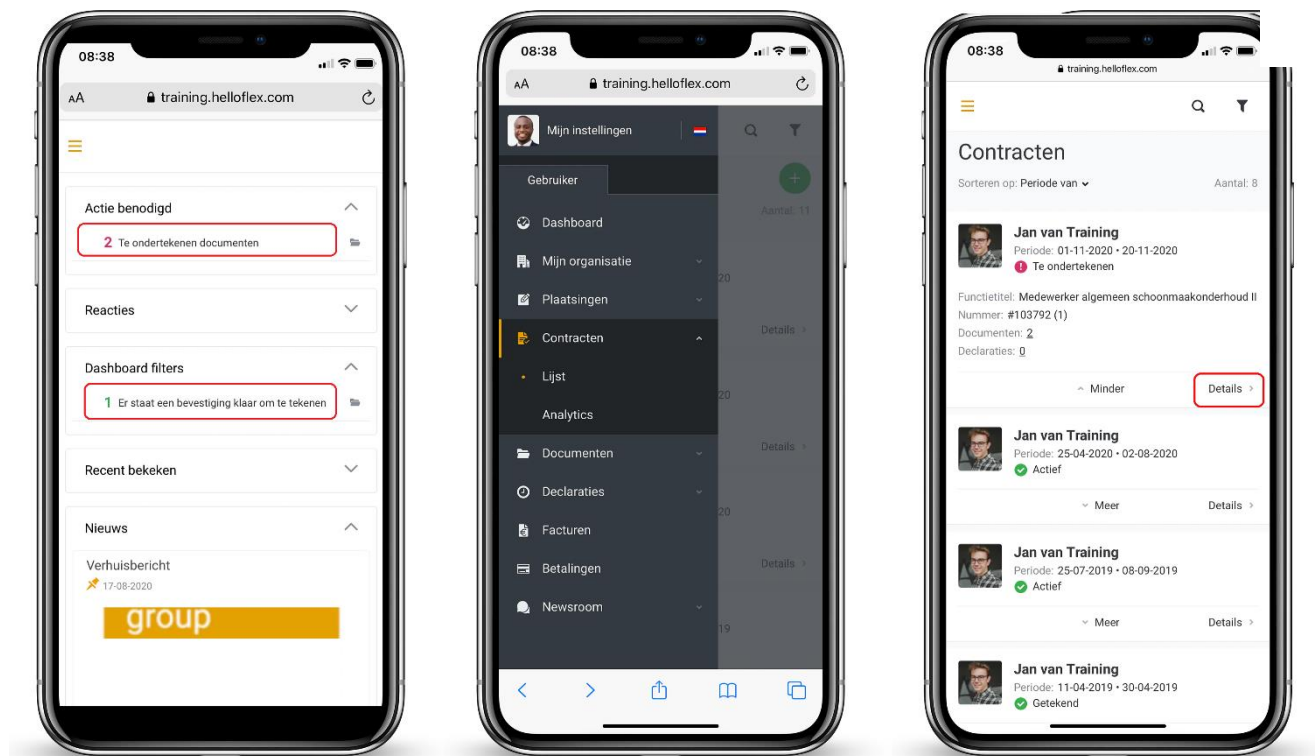 08:38
AA training.helloflex.com
Actie benodigd
2 Te ondertekenen documenten
Reacties
Dashboard filters
1 Er staat een bevestiging klaar om te tekenen
Recent bekeken
Nieuws
Verhuisbericht
17-08-2020
group
08:38
AA training.helloflex.com
Mijn instellingen
Gebruiker
Aantal: 11
Dashboard
Mijn organisatie
20
Plaatsingen
Contracten
Details
Lijst
20
Analytics
Documenten
Details
Declaraties
20
Facturen
Betalingen
Details
Newsroom
19
08:38
training.helloflex.com
Contracten
Sorteren op: Periode van
Aantal: 8
Jan van Training
Periode: 01-11-2020 • 20-11-2020
Te ondertekenen
Functietitel: Medewerker algemeen schoonmaakonderhoud II
Nummer: #103792 (1)
Documenten: 2
Declaraties: 0
Minder
Details
Jan van Training
Periode: 25-04-2020 • 02-08-2020
Actief
Meer
Details
Jan van Training
Periode: 25-07-2019 • 08-09-2019
Actief
Meer
Details
Jan van Training
Periode: 11-04-2019 • 30-04-2019
Getekend